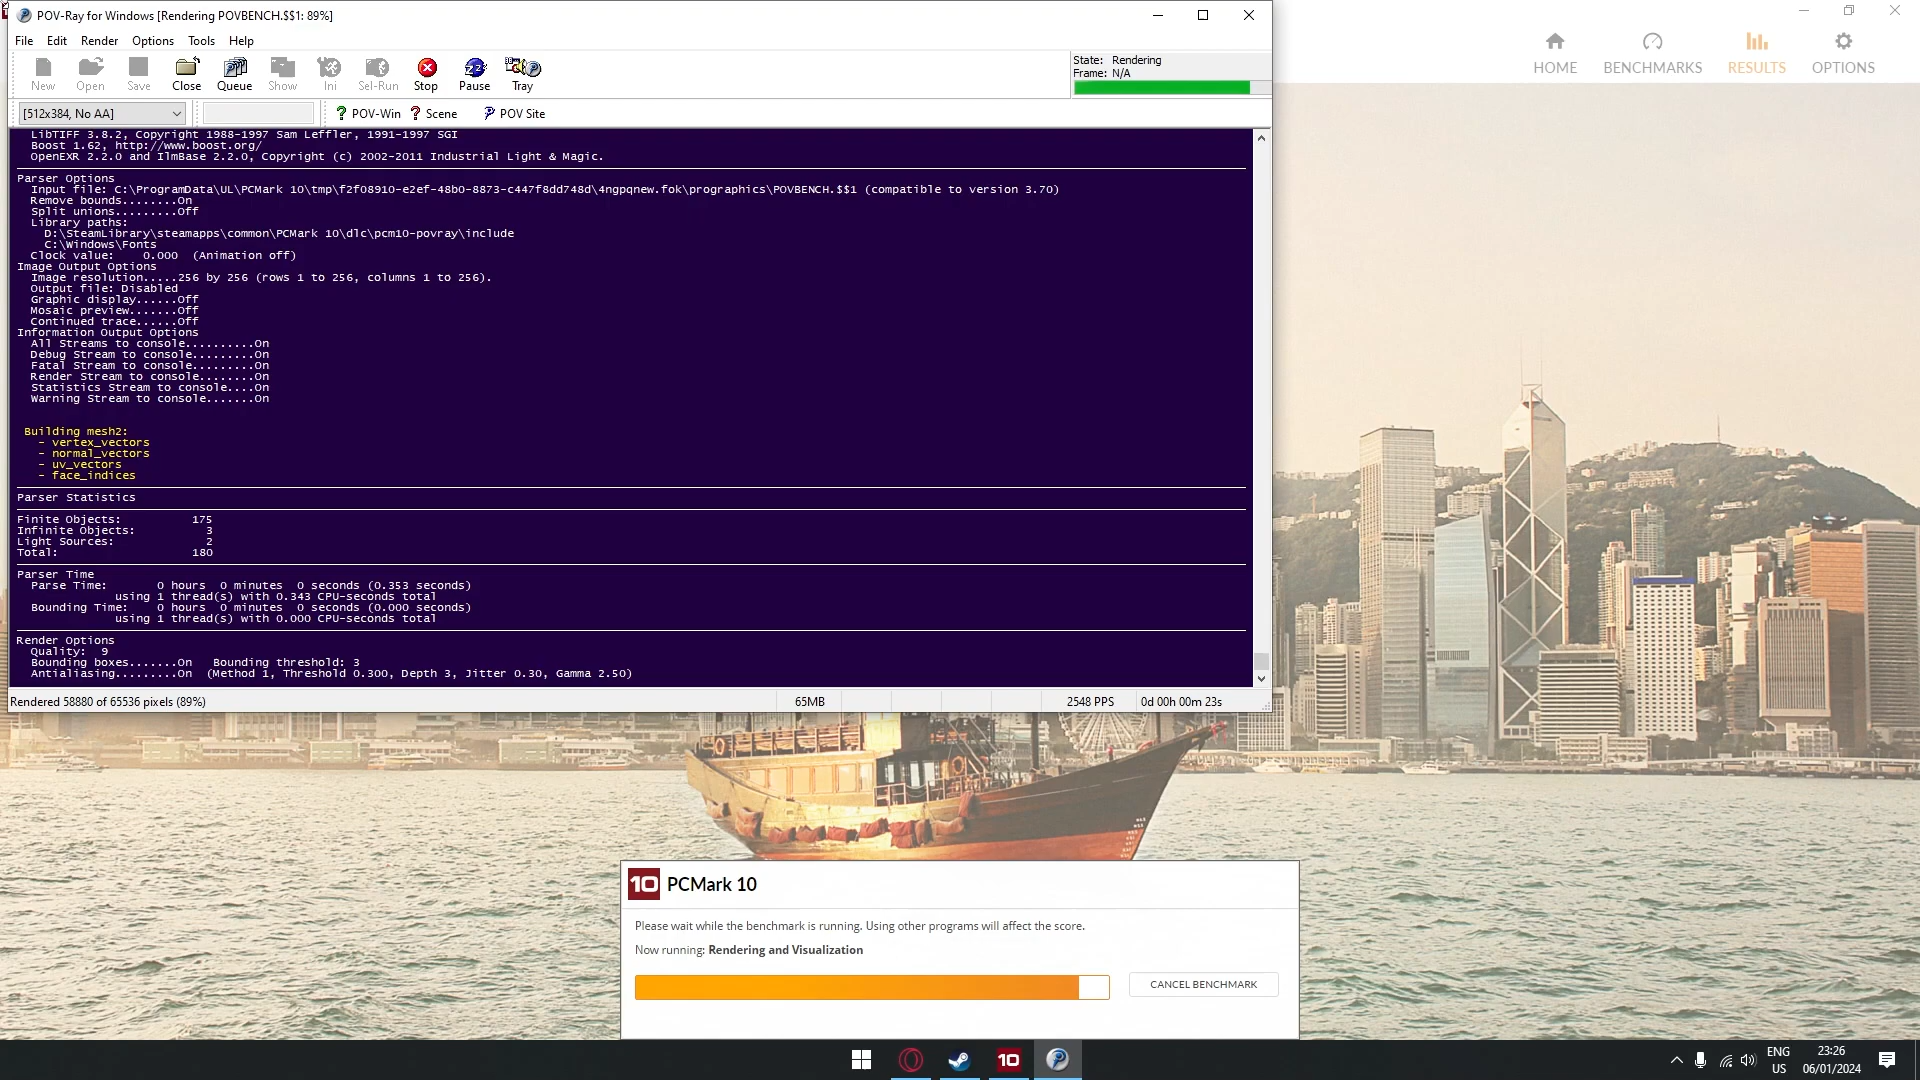 POV-Ray for Windows [Rendering POVBENCH.$$1: 89%]
File Edit Render Options Tools Help
New Open Save Close Queue Show Ini Sel-Run Stop Pause Tray
State: Rendering
Frame: N/A
HOME BENCHMARKS RESULTS OPTIONS
[512x384, No AA]
? POV-Win ? Scene POV Site
LibTIFF 3.8.2, Copyright 1988-1997 Sam Leffler, 1991-1997 SGI
Boost 1.62, http://www.boost.org/
OpenEXR 2.2.0 and IlmBase 2.2.0, Copyright (c) 2002-2011 Industrial Light & Magic.
Parser Options
Input file: C:\ProgramData\UL\PCMark 10\tmp\f2f08910-e2ef-48b0-8873-c447f8dd748d\4ngpqnew.fok\prographics\POVBENCH.$$1 (compatible to version 3.70)
Remove bounds........On
Split unions.........Off
Library paths:
D:\SteamLibrary\steamapps\common\PCMark 10\dlc\pcm10-povray\include
C:\Windows\Fonts
Clock value: 0.000 (Animation off)
Image Output Options
Image resolution.....256 by 256 (rows 1 to 256, columns 1 to 256).
Output file: Disabled
Graphic display......Off
Mosaic preview.......Off
Continued trace......Off
Information Output Options
All Streams to console..........On
Debug Stream to console.........On
Fatal Stream to console.........On
Render Stream to console........On
Statistics Stream to console....On
Warning Stream to console.......On
Building mesh2:
- vertex_vectors
- normal_vectors
- uv_vectors
- face_indices
Parser Statistics
Finite Objects: 175
Infinite Objects: 3
Light Sources: 2
Total: 180
Parser Time
Parse Time: 0 hours 0 minutes 0 seconds (0.353 seconds)
using 1 thread(s) with 0.343 CPU-seconds total
Bounding Time: 0 hours 0 minutes 0 seconds (0.000 seconds)
using 1 thread(s) with 0.000 CPU-seconds total
Render Options
Quality: 9
Bounding boxes.......On Bounding threshold: 3
Antialiasing.........On (Method 1, Threshold 0.300, Depth 3, Jitter 0.30, Gamma 2.50)
Rendered 58880 of 65536 pixels (89%) 65MB 2548 PPS 0d 00h 00m 23s
10 PCMark 10
Please wait while the benchmark is running. Using other programs will affect the score.
Now running: Rendering and Visualization
CANCEL BENCHMARK
10
ENG
US
23:26
06/01/2024